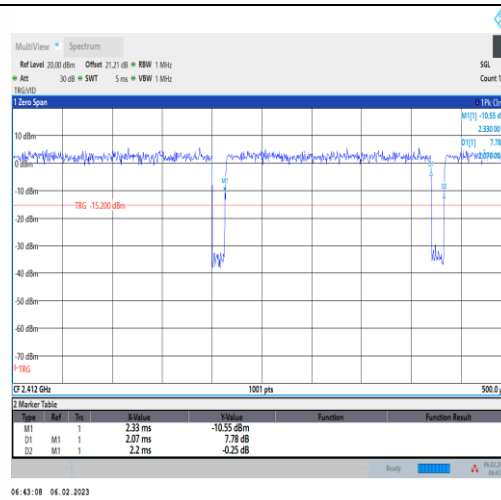 MultiView Spectrum
Ref Level 20.00 dBm Offset 21.21 dB RBW 1 MHz
SGL
Att 30 dB SWT 5 ms VBW 1 MHz
Count 1
TRG:VID
1 Zero Span
1Pk Clr
M1[1] -10.55 d
2.330 00
D1[1] 7.78
10 dBm
0 dBm
M1
D2
-10 dBm
TRG -15.200 dBm
-20 dBm
-30 dBm
-40 dBm
-50 dBm
-60 dBm
-70 dBm
TRG
CF 2.412 GHz 1001 pts 500.0
2 Marker Table
Type Ref Trc X-Value Y-Value Function Function Result
M1 1 2.33 ms -10.55 dBm
D1 M1 1 2.07 ms 7.78 dB
D2 M1 1 2.2 ms -0.25 dB
Ready
06:43:08 06.02.2023